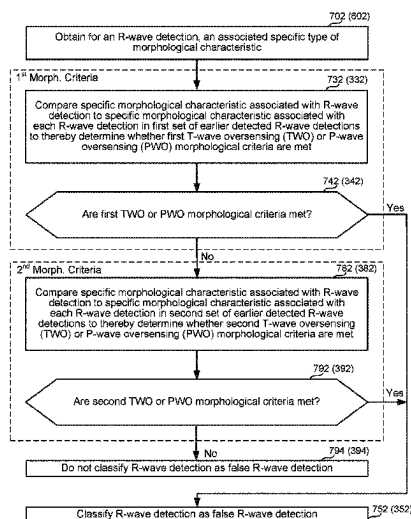 702 (602)
Obtain for an R-wave detection, an associated specific type of
morphological characteristic
1st Morph. Criteria
732 (332)
Compare specific morphological characteristic associated with R-wave
detection to specific morphological characteristic associated with
each R-wave detection in first set of earlier detected R-wave detections
to thereby determine whether first T-wave oversensing (TWO) or P-wave
oversensing (PWO) morphological criteria are met
742 (342)
Are first TWO or PWO morphological criteria met?
Yes
No
2nd Morph. Criteria
782 (382)
Compare specific morphological characteristic associated with R-wave
detection to specific morphological characteristic associated with
each R-wave detection in second set of earlier detected R-wave
detections to thereby determine whether second T-wave oversensing
(TWO) or P-wave oversensing (PWO) morphological criteria are met
792 (392)
Are second TWO or PWO morphological criteria met?
Yes
No
794 (394)
Do not classify R-wave detection as false R-wave detection
752 (352)
Classify R-wave detection as false R-wave detection